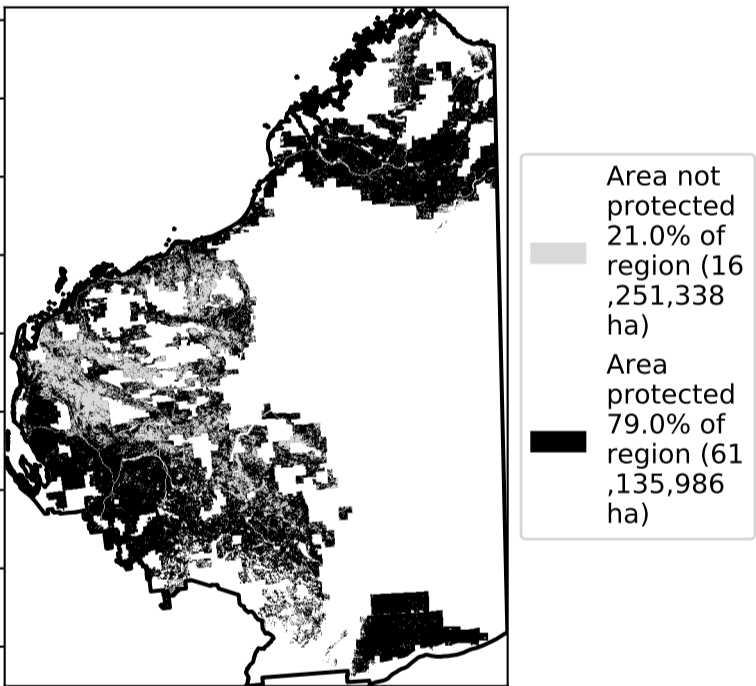 Area not
protected
21.0% of
region (16
,251,338
ha)
Area
protected
79.0% of
region (61
,135,986
ha)